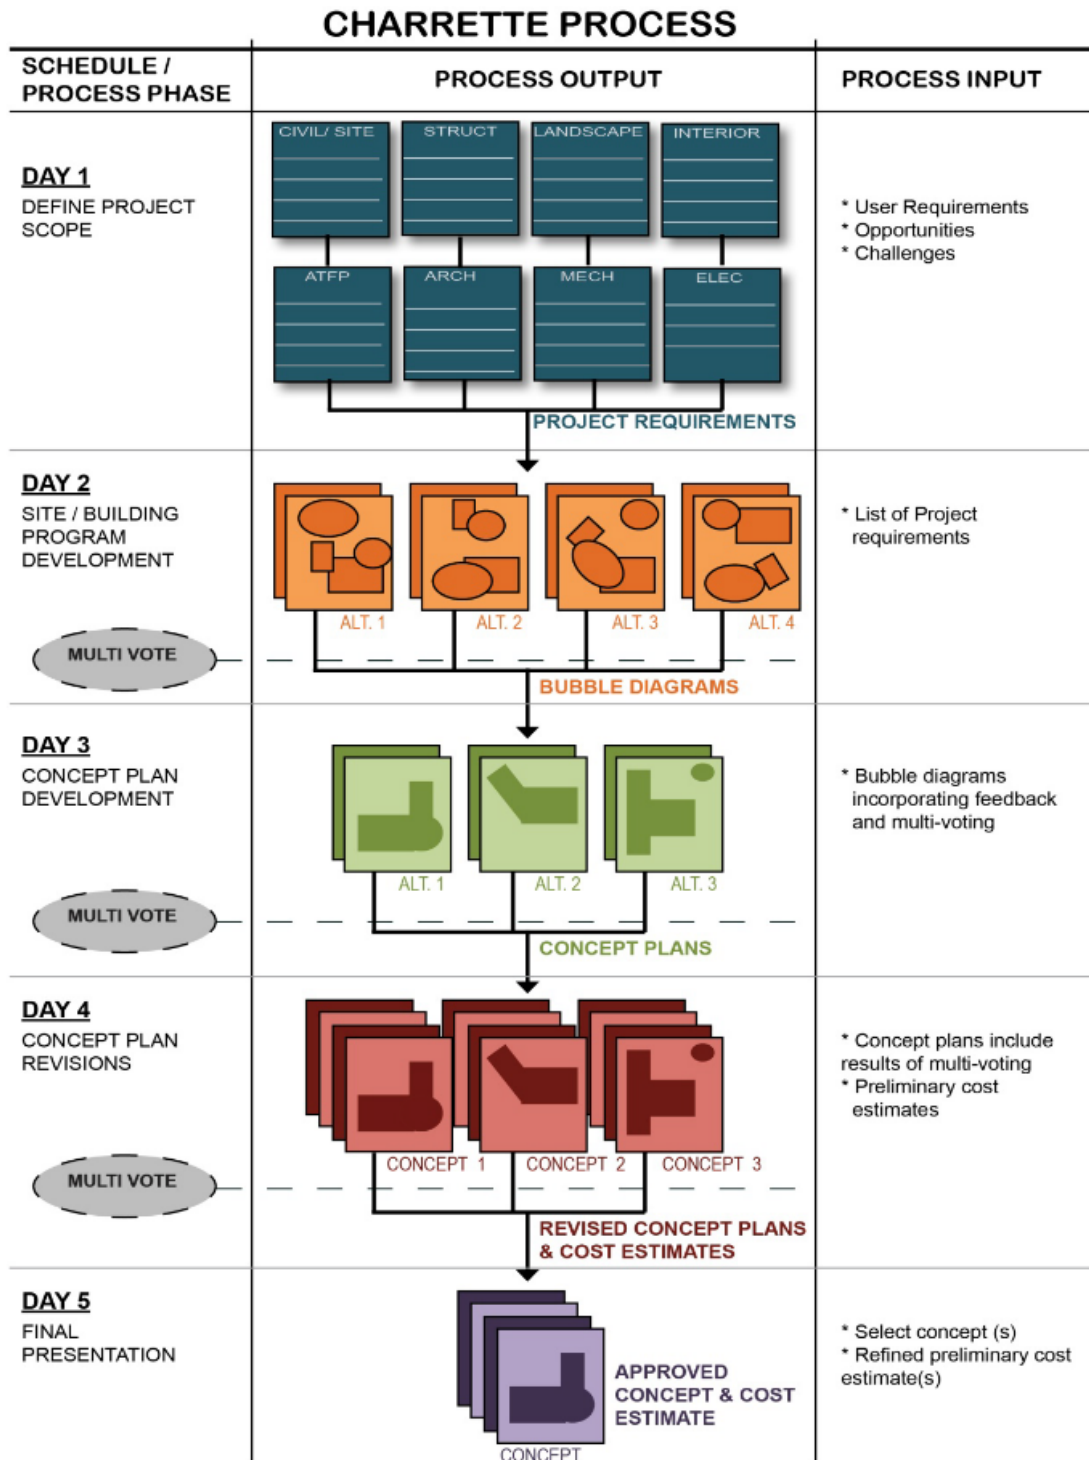 CHARRETTE PROCESS
SCHEDULE /
PROCESS PHASE
PROCESS OUTPUT
PROCESS INPUT
DAY 1
DEFINE PROJECT
SCOPE
CIVIL/ SITE
STRUCT
LANDSCAPE
INTERIOR
ATFP
ARCH
MECH
ELEC
PROJECT REQUIREMENTS
* User Requirements
* Opportunities
* Challenges
DAY 2
SITE / BUILDING
PROGRAM
DEVELOPMENT
MULTI VOTE
ALT. 1
ALT. 2
ALT. 3
ALT. 4
BUBBLE DIAGRAMS
* List of Project
requirements
DAY 3
CONCEPT PLAN
DEVELOPMENT
MULTI VOTE
ALT. 1
ALT. 2
ALT. 3
CONCEPT PLANS
* Bubble diagrams
incorporating feedback
and multi-voting
DAY 4
CONCEPT PLAN
REVISIONS
MULTI VOTE
CONCEPT 1
CONCEPT 2
CONCEPT 3
REVISED CONCEPT PLANS
& COST ESTIMATES
* Concept plans include
results of multi-voting
* Preliminary cost
estimates
DAY 5
FINAL
PRESENTATION
APPROVED
CONCEPT & COST
ESTIMATE
CONCEPT
* Select concept (s)
* Refined preliminary cost
estimate(s)